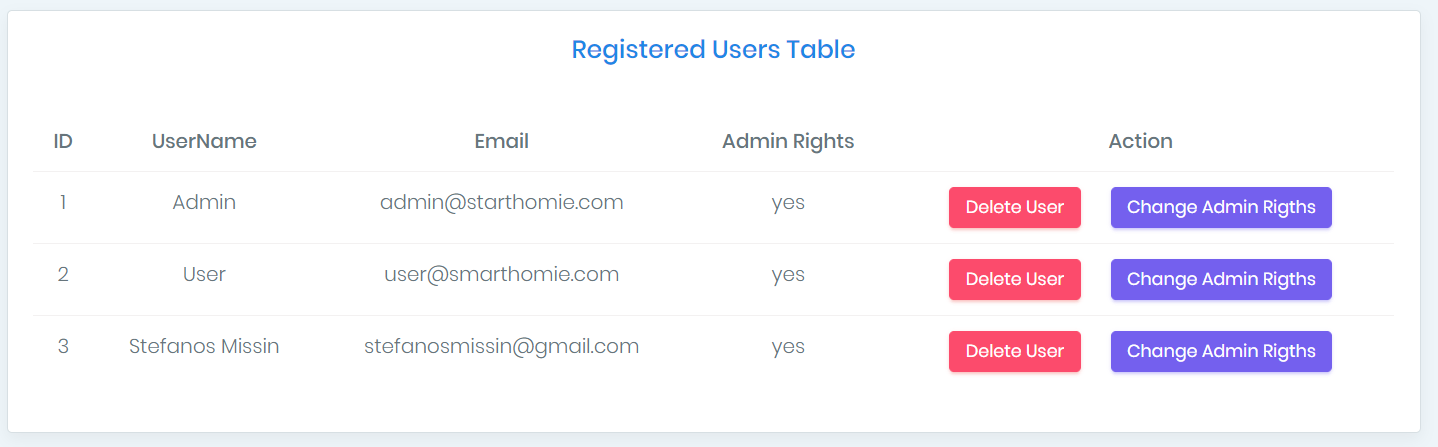 Registered Users Table
ID UserName Email Admin Rights Action
1 Admin admin@starthomie.com yes Delete User Change Admin Rigths
2 User user@smarthomie.com yes Delete User Change Admin Rigths
3 Stefanos Missin stefanosmissin@gmail.com yes Delete User Change Admin Rigths